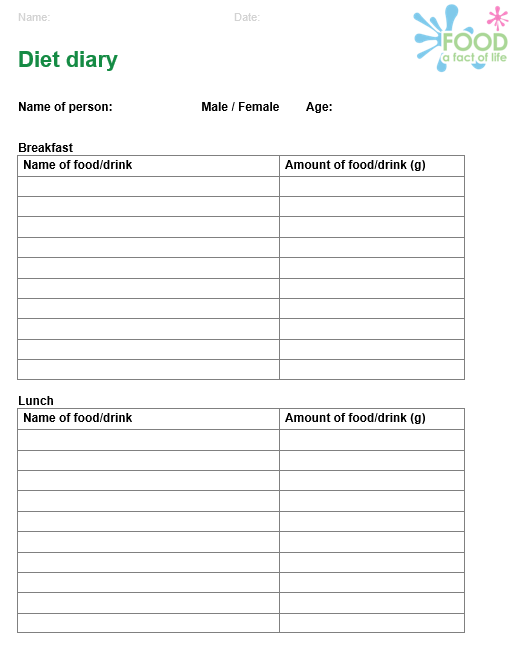 Name: Date:
FOOD
a fact of life
Diet diary
Name of person: Male / Female Age:
Breakfast
Name of food/drink Amount of food/drink (g)
Lunch
Name of food/drink Amount of food/drink (g)